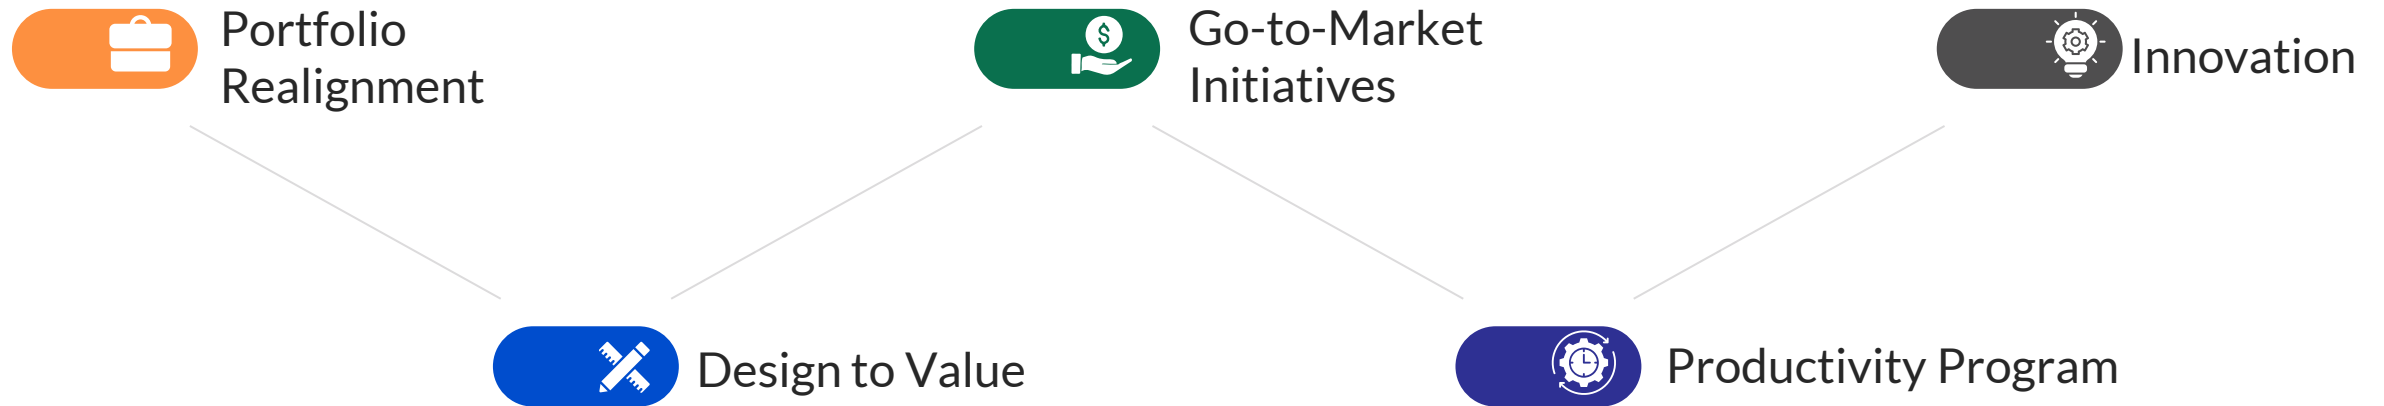 Portfolio
Realignment
Go-to-Market
Initiatives
Innovation
Design to Value
Productivity Program
$